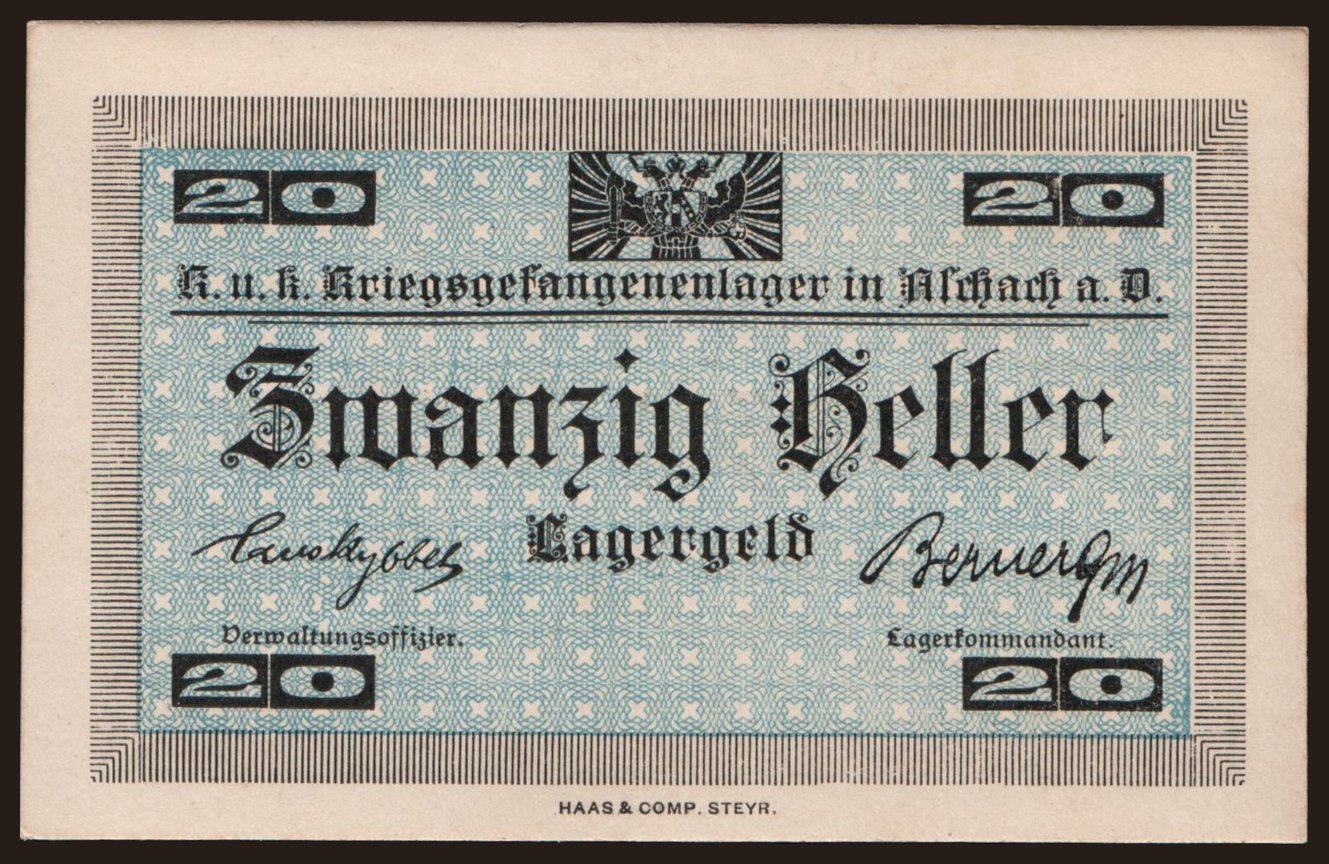 20 20
K. u. k. Kriegsgefangenenlager in Aschach a. D.
Zwanzig Heller
Lagergeld
Verwaltungsoffizier. Lagerkommandant.
20 20
HAAS & COMP. STEYR.